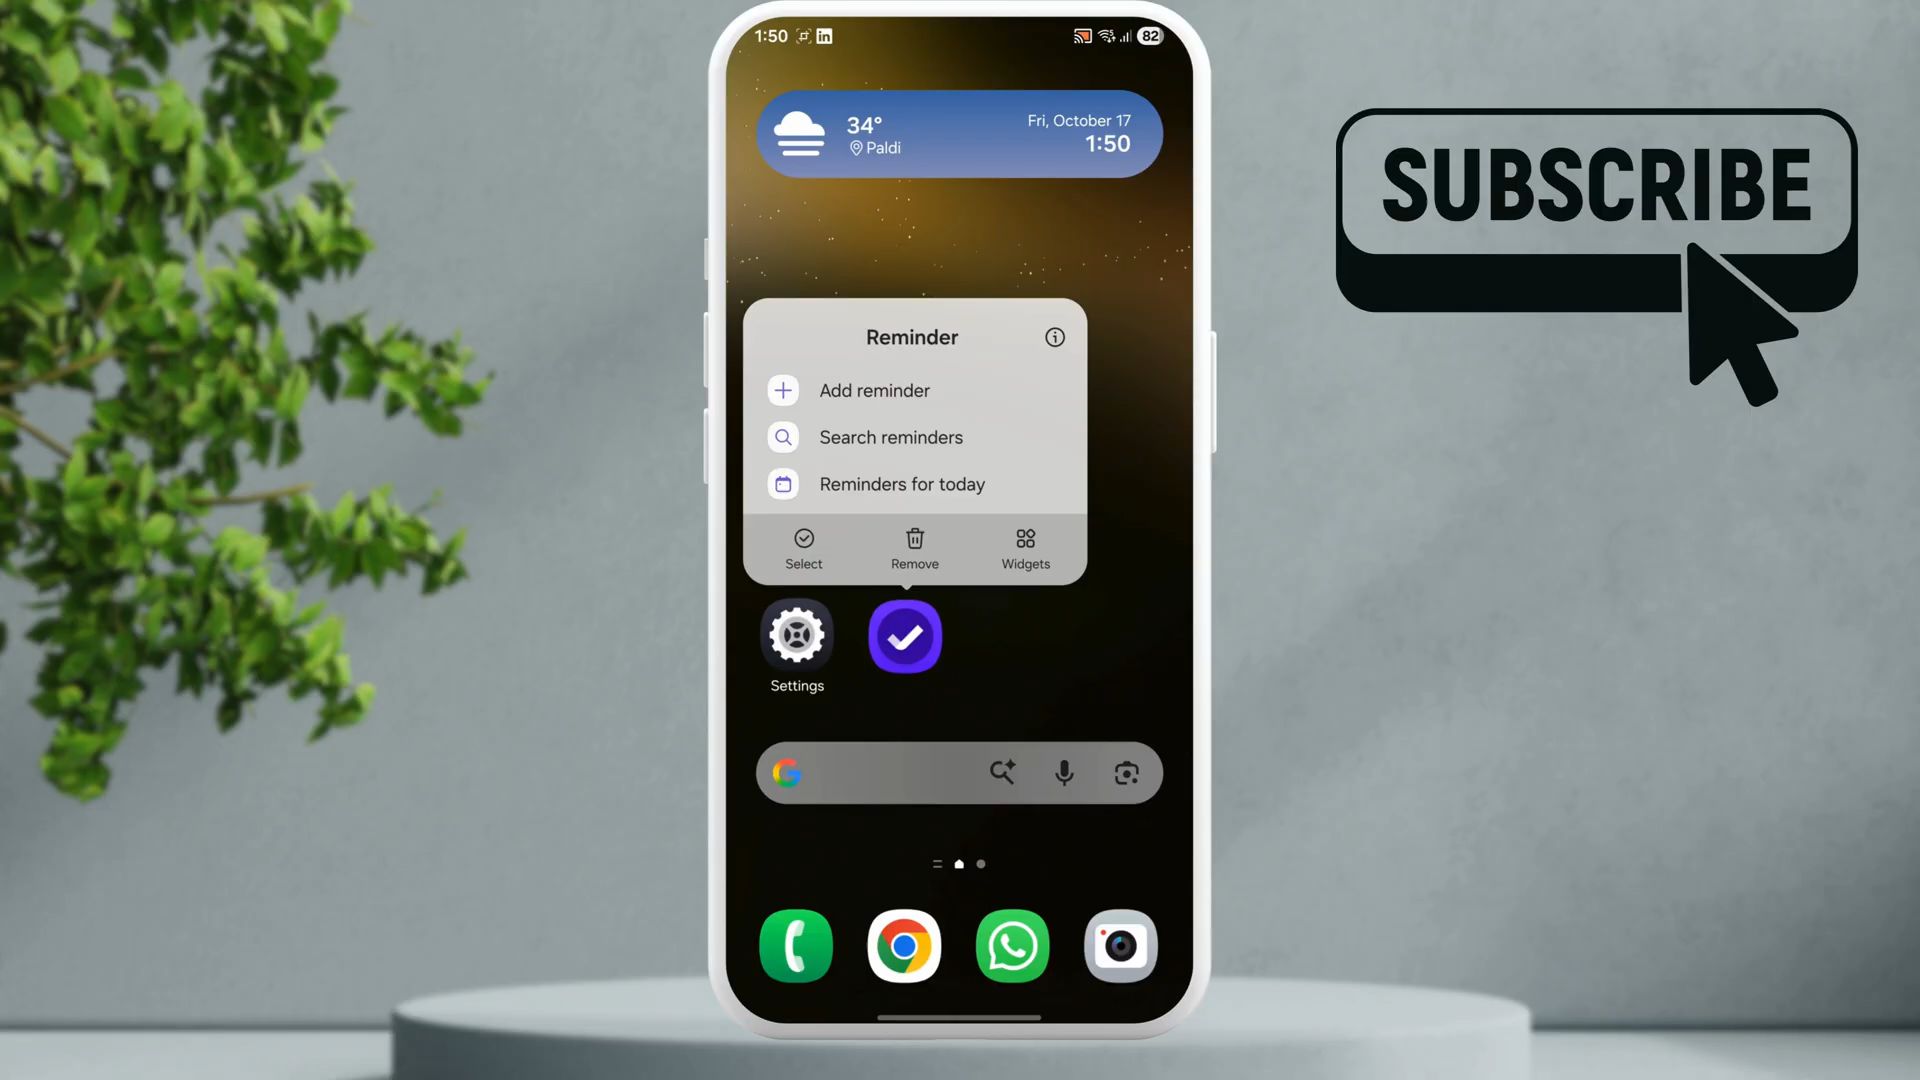 1:50
82
34°
Paldi
Fri, October 17
1:50
SUBSCRIBE
Reminder
Add reminder
Search reminders
Reminders for today
Select
Remove
Widgets
Settings